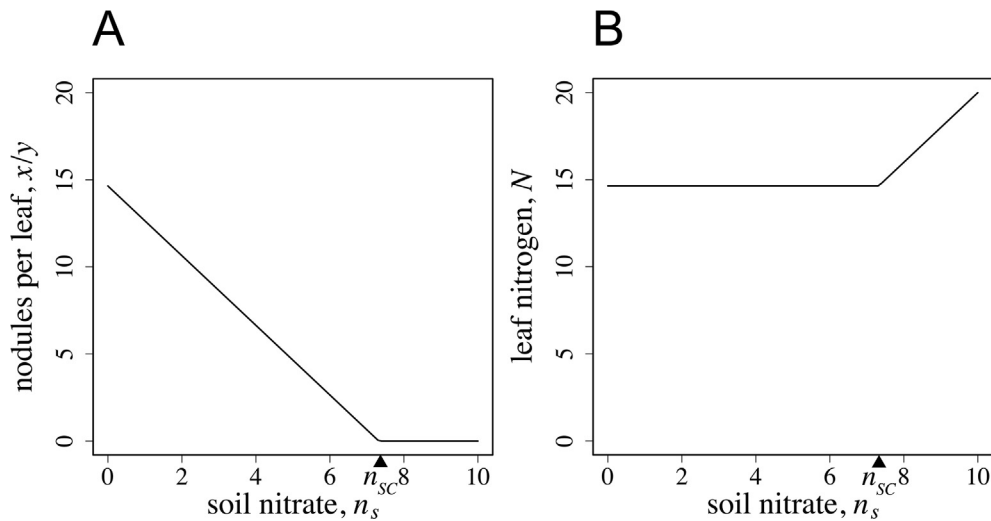 A
nodules per leaf, x/y
20
15
10
5
0
0 2 4 6 8 10
n_SC
soil nitrate, n_s
B
leaf nitrogen, N
20
15
10
5
0
0 2 4 6 8 10
n_SC
soil nitrate, n_s